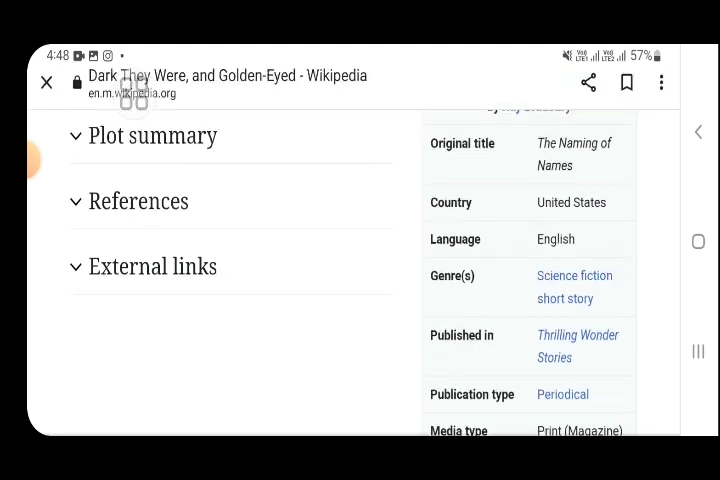 4:48
57%
Dark They Were, and Golden-Eyed - Wikipedia
en.m.wikipedia.org
Plot summary
References
External links
Original title The Naming of
Names
Country United States
Language English
Genre(s) Science fiction
short story
Published in Thrilling Wonder
Stories
Publication type Periodical
Media type Print (Magazine)